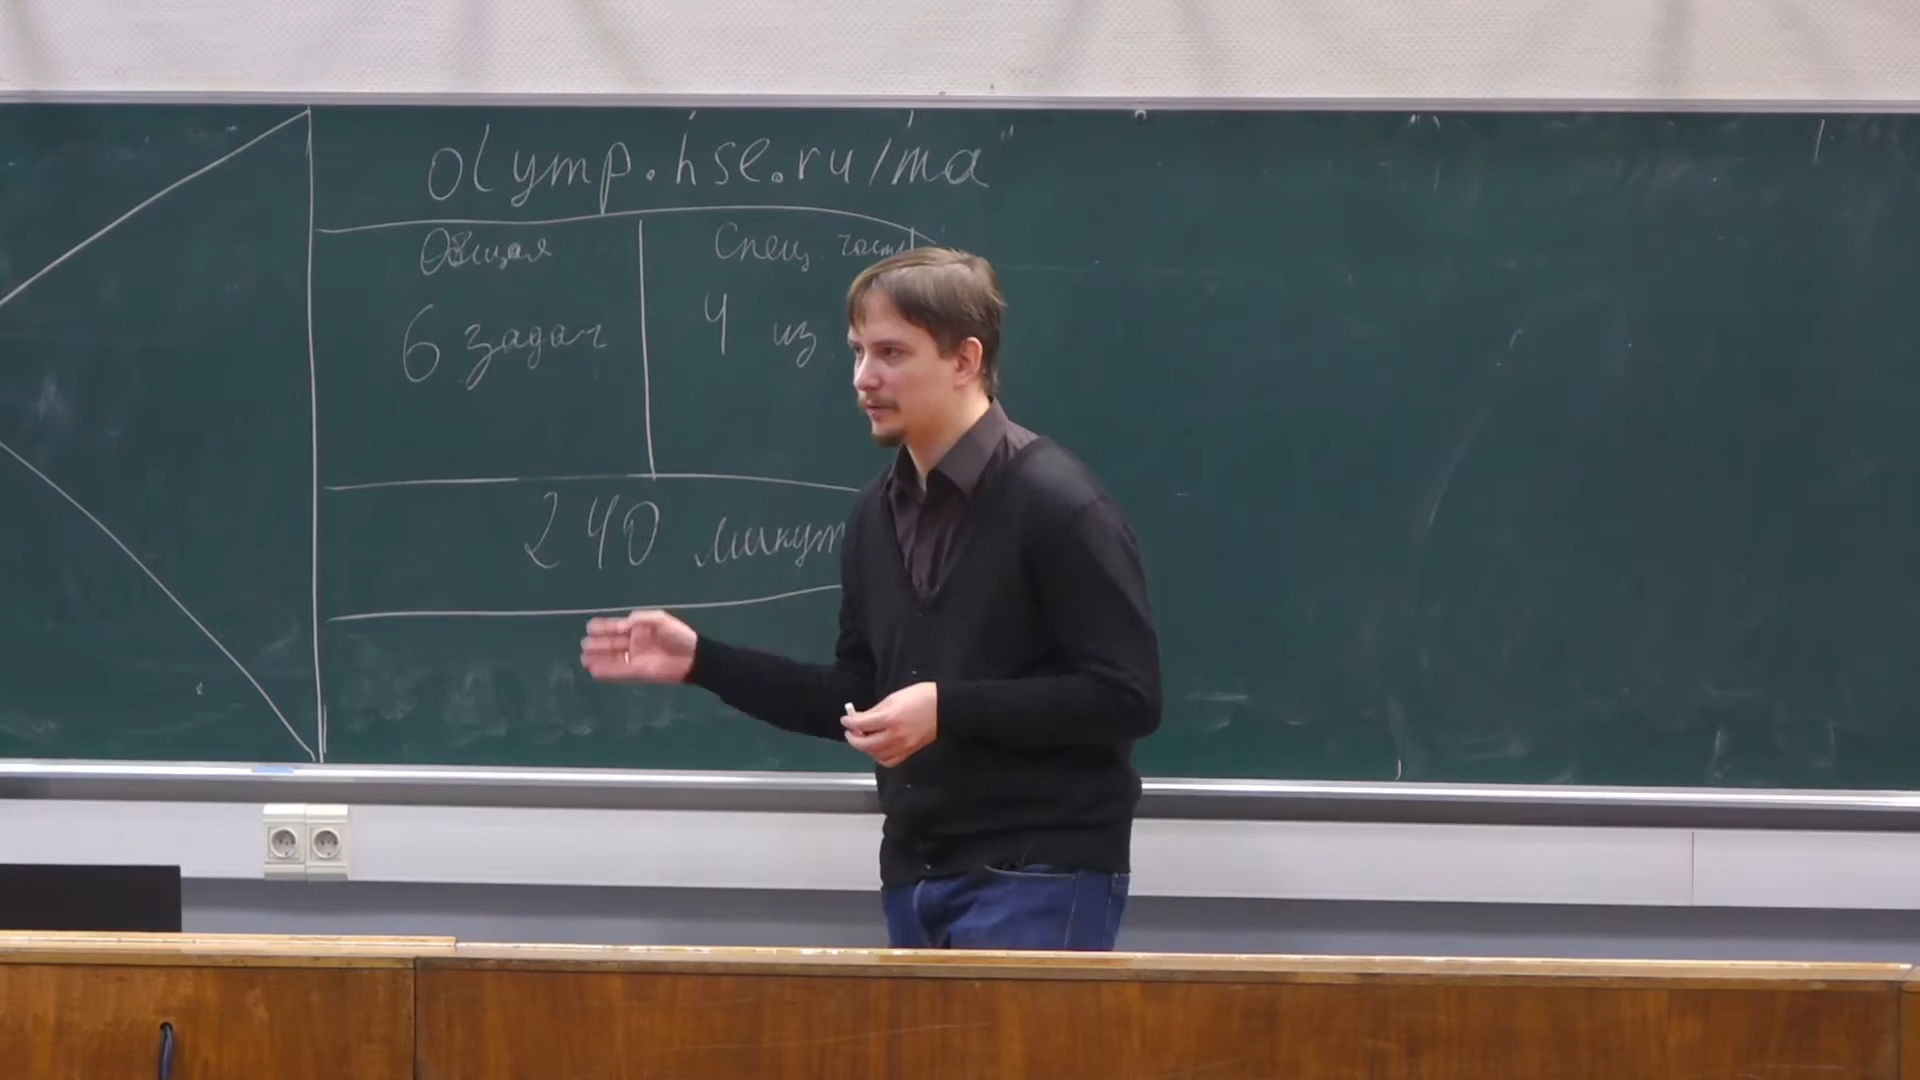 olymp.hse.ru/ma
Общая
Спец. часть
6 задач
4 из
240 минут